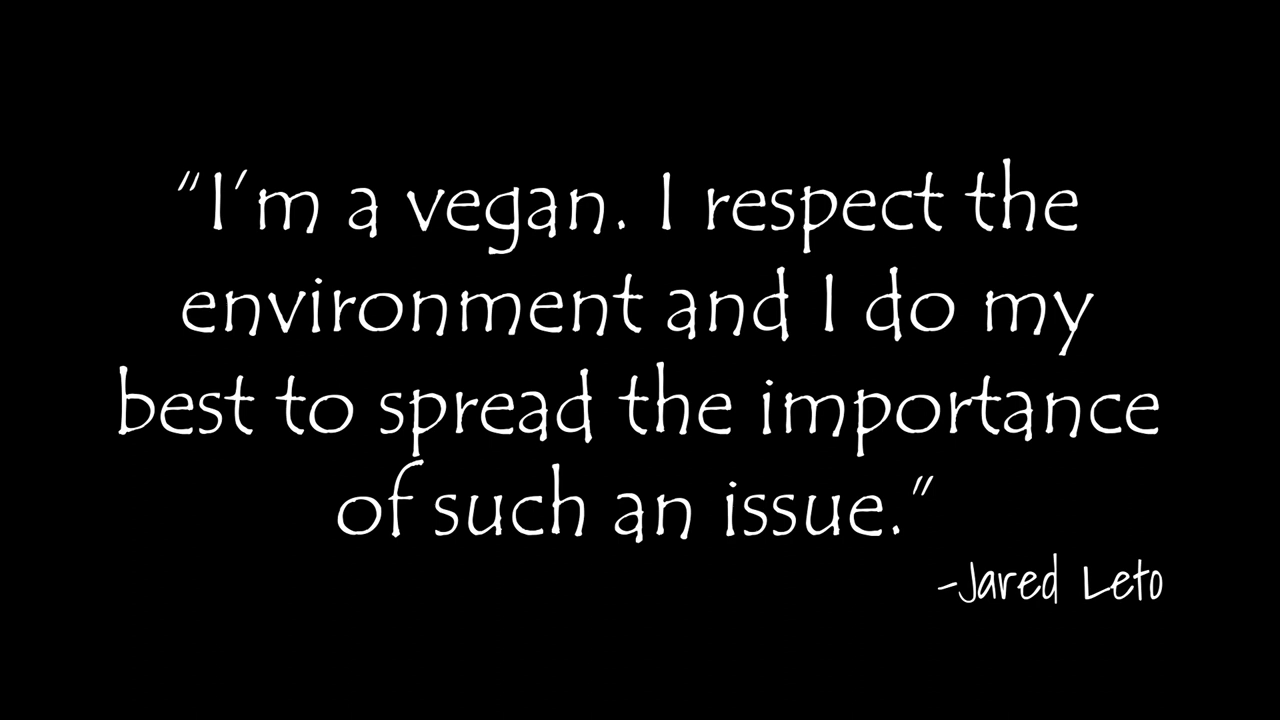 “I’m a vegan. I respect the
environment and I do my
best to spread the importance
of such an issue.”
-Jared Leto